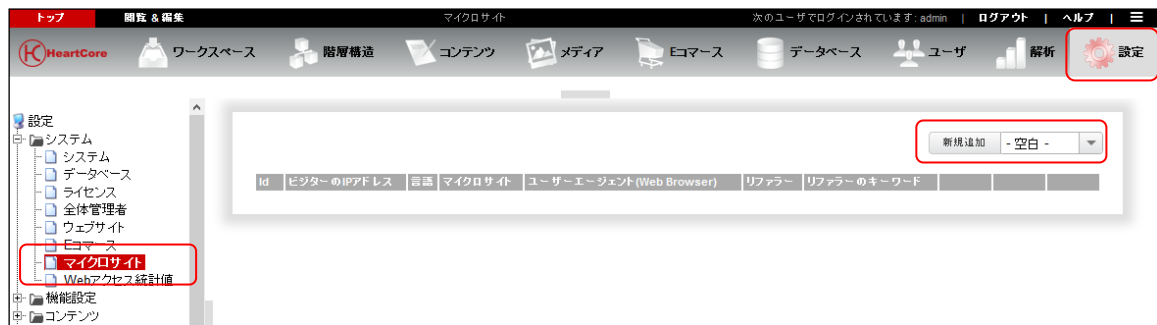 トップ 閲覧 & 編集 マイクロサイト 次のユーザでログインされています: admin | ログアウト | ヘルプ |
HeartCore ワークスペース 階層構造 コンテンツ メディア Eコマース データベース ユーザ 解析 設定
設定
システム
システム
データベース
ライセンス
全体管理者
ウェブサイト
Eコマース
マイクロサイト
Webアクセス統計値
機能設定
コンテンツ
新規追加 - 空白 -
Id ビジターのIPアドレス 言語 マイクロサイト ユーザーエージェント(Web Browser) リファラー リファラーのキーワード